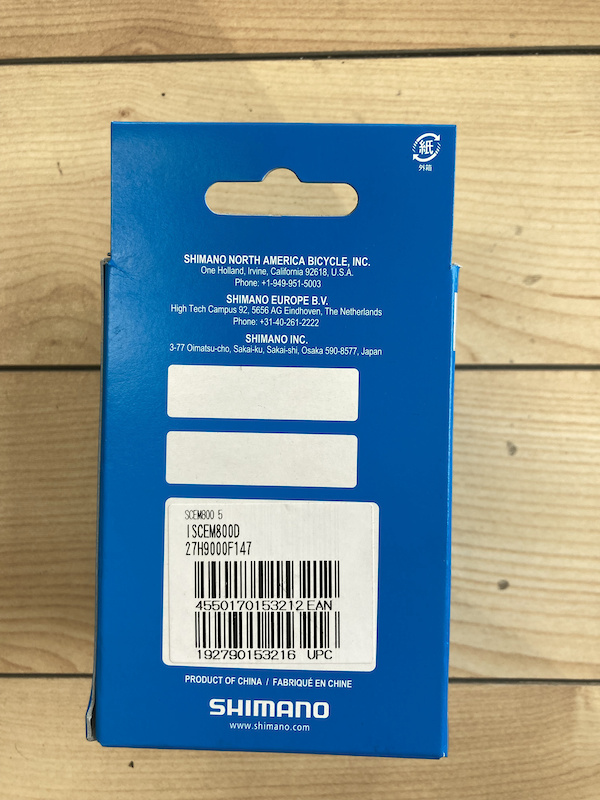 紙
外箱
SHIMANO NORTH AMERICA BICYCLE, INC.
One Holland, Irvine, California 92618, U.S.A.
Phone: +1-949-951-5003
SHIMANO EUROPE B.V.
High Tech Campus 92, 5656 AG Eindhoven, The Netherlands
Phone: +31-40-261-2222
SHIMANO INC.
3-77 Oimatsu-cho, Sakai-ku, Sakai-shi, Osaka 590-8577, Japan
SCEM800 5
ISCEM800D
27H9000F147
4550170153212 EAN
192790153216 UPC
PRODUCT OF CHINA / FABRIQUÉ EN CHINE
SHIMANO
www.shimano.com